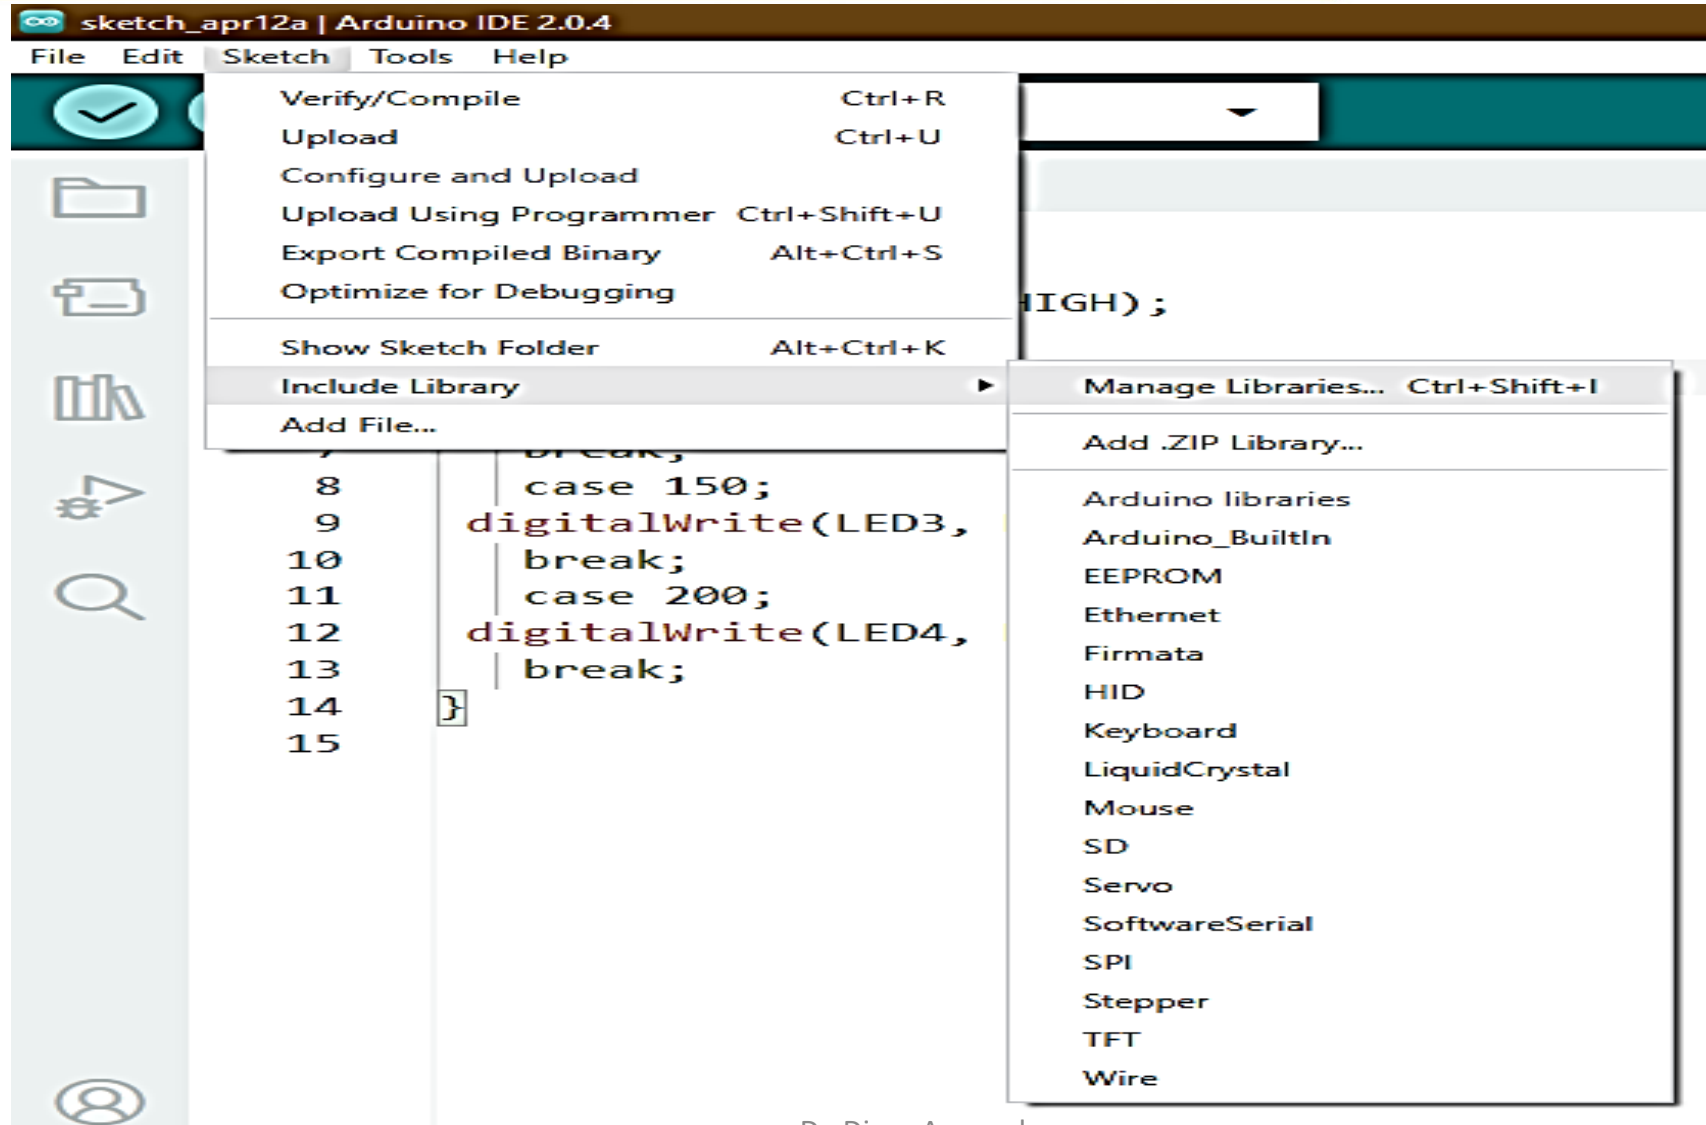 sketch_apr12a | Arduino IDE 2.0.4
File Edit Sketch Tools Help
Verify/Compile Ctrl+R
Upload Ctrl+U
Configure and Upload
Upload Using Programmer Ctrl+Shift+U
Export Compiled Binary Alt+Ctrl+S
Optimize for Debugging
Show Sketch Folder Alt+Ctrl+K
Include Library
Add File...
Manage Libraries... Ctrl+Shift+I
Add .ZIP Library...
Arduino libraries
Arduino_BuiltIn
EEPROM
Ethernet
Firmata
HID
Keyboard
LiquidCrystal
Mouse
SD
Servo
SoftwareSerial
SPI
Stepper
TFT
Wire
HIGH);
7 break;
8 case 150;
9 digitalWrite(LED3,
10 break;
11 case 200;
12 digitalWrite(LED4,
13 break;
14 }
15